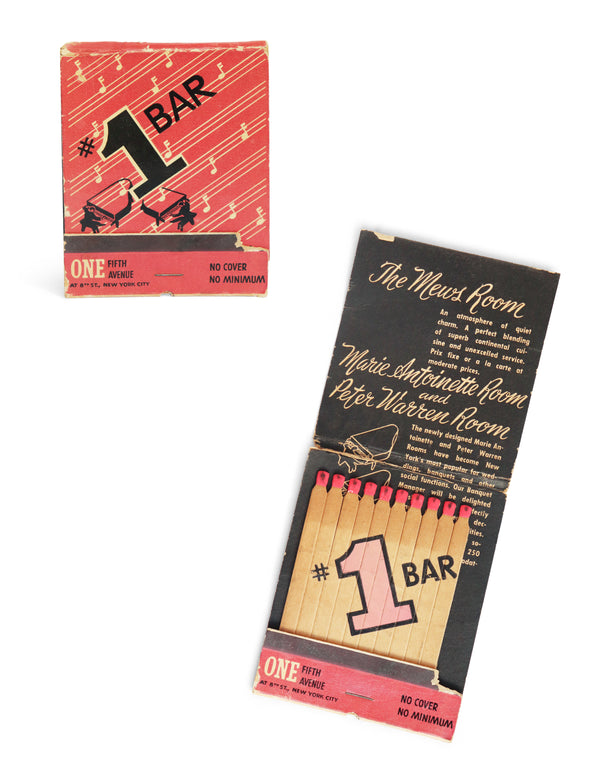 #1 BAR
ONE FIFTH
AVENUE
AT 8TH ST., NEW YORK CITY
NO COVER
NO MINIMUM
The Mews Room
An atmosphere of quiet
charm. A perfect blending
of superb continental cui-
sine and unexcelled service.
Prix fixe or a la carte at
moderate prices.
Marie Antoinette Room
and
Peter Warren Room
The newly designed Marie An-
toinette and Peter Warren
Rooms have become New
York's most popular for wed-
dings, banquets and other
social functions. Our Banquet
Manager will be delighted
dec-
so-
250
#1 BAR
ONE FIFTH
AVENUE
AT 8TH ST., NEW YORK CITY
NO COVER
NO MINIMUM